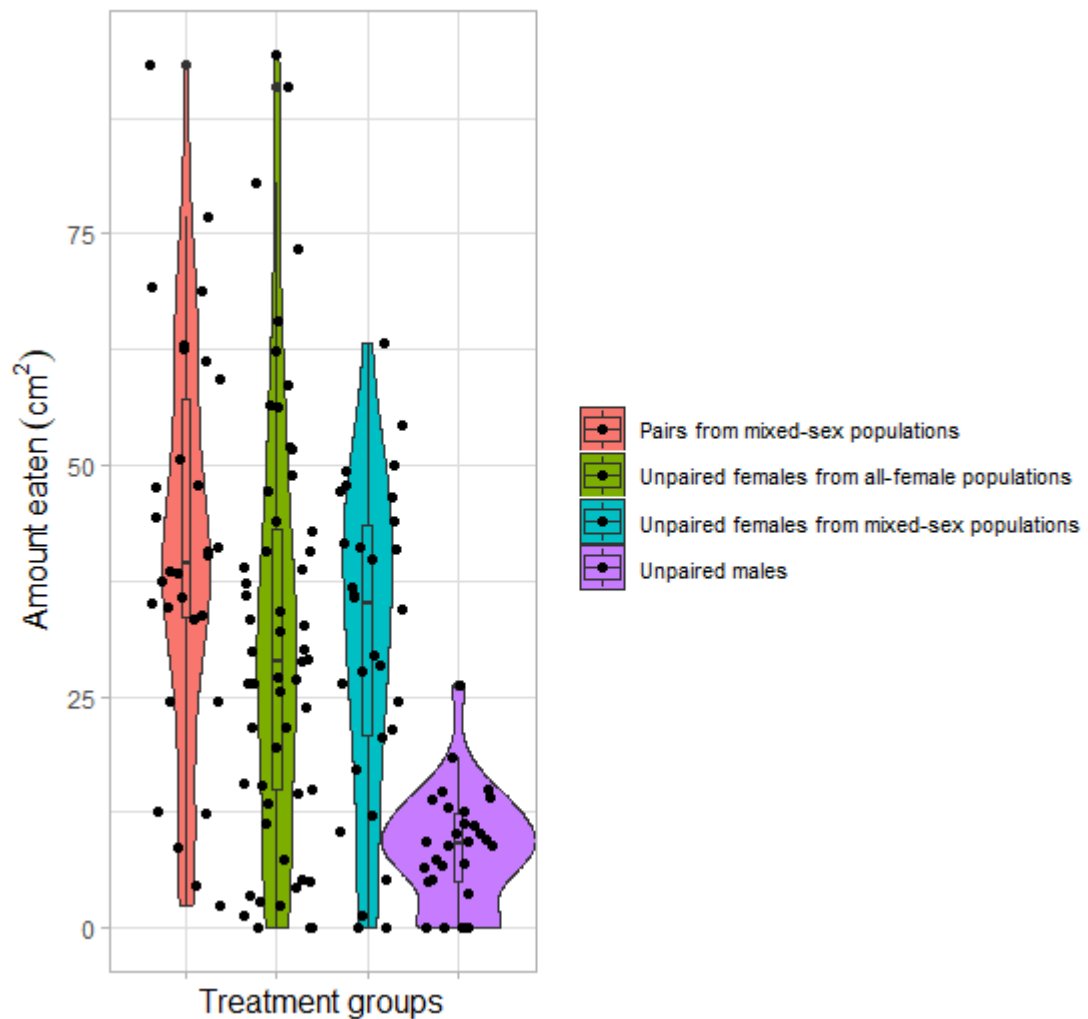 75
50
25
0
Amount eaten (cm²)
Treatment groups
Pairs from mixed-sex populations
Unpaired females from all-female populations
Unpaired females from mixed-sex populations
Unpaired males